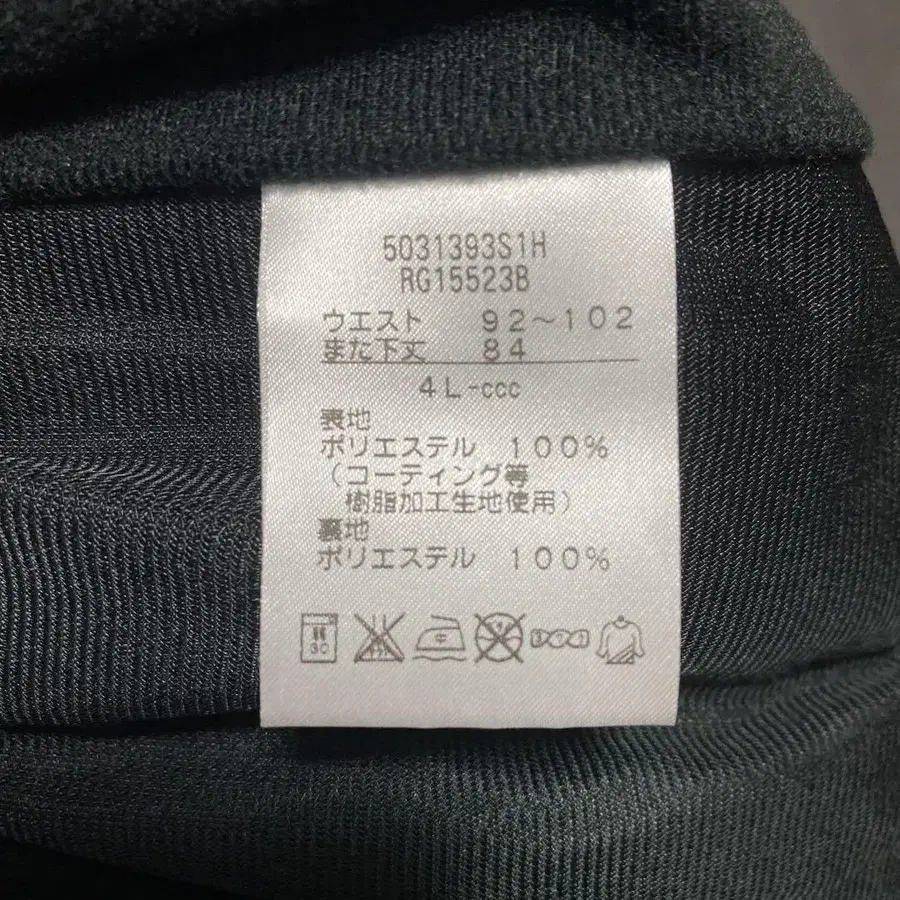 5031393S1H
RG15523B
ウエスト　92〜102
また下丈　84
4L-ccc
表地
ポリエステル　100%
(コーティング等
樹脂加工生地使用)
裏地
ポリエステル　100%
30 中